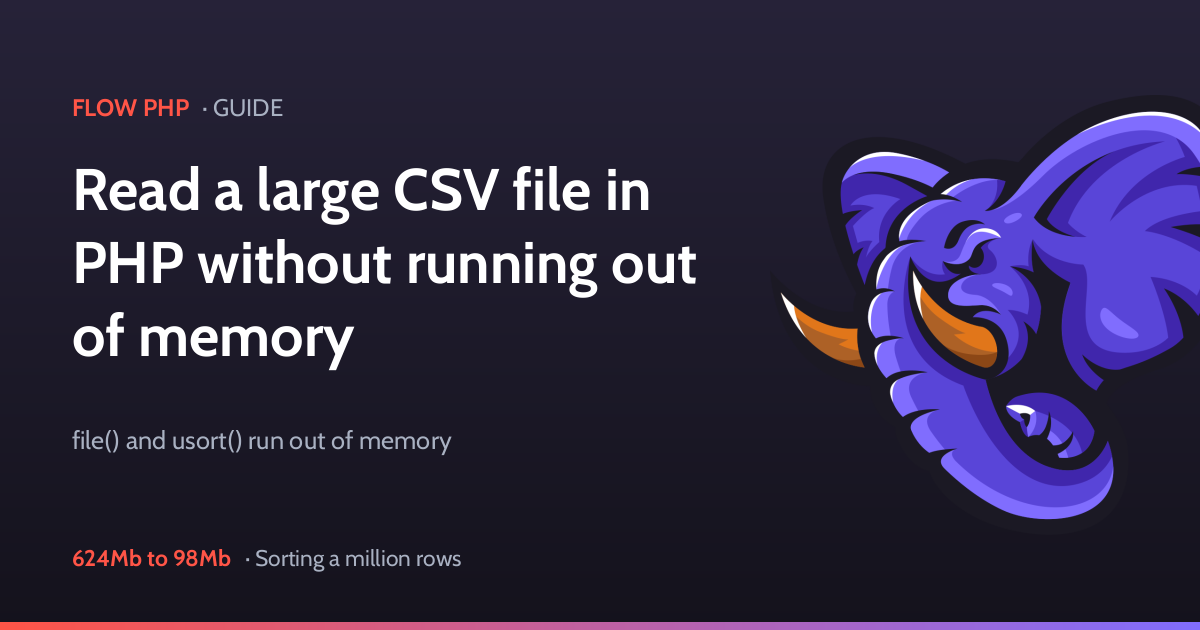 FLOW PHP · GUIDE
Read a large CSV file in
PHP without running out
of memory
file() and usort() run out of memory
624Mb to 98Mb · Sorting a million rows